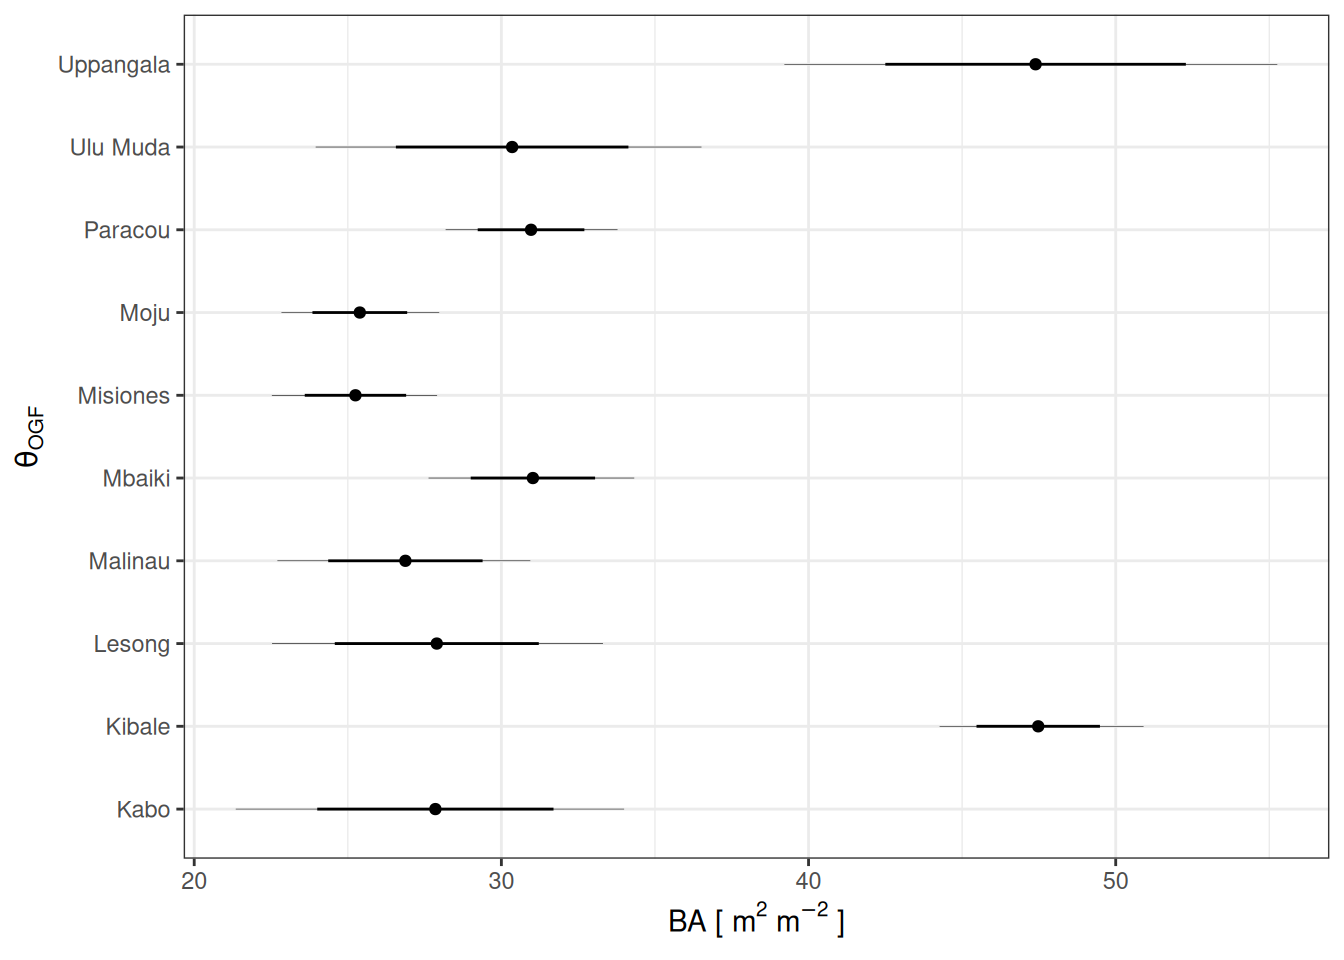 Uppangala
Ulu Muda
Paracou
Moju
Misiones
Mbaiki
Malinau
Lesong
Kibale
Kabo
θOGF
20 30 40 50
BA [ m² m⁻² ]